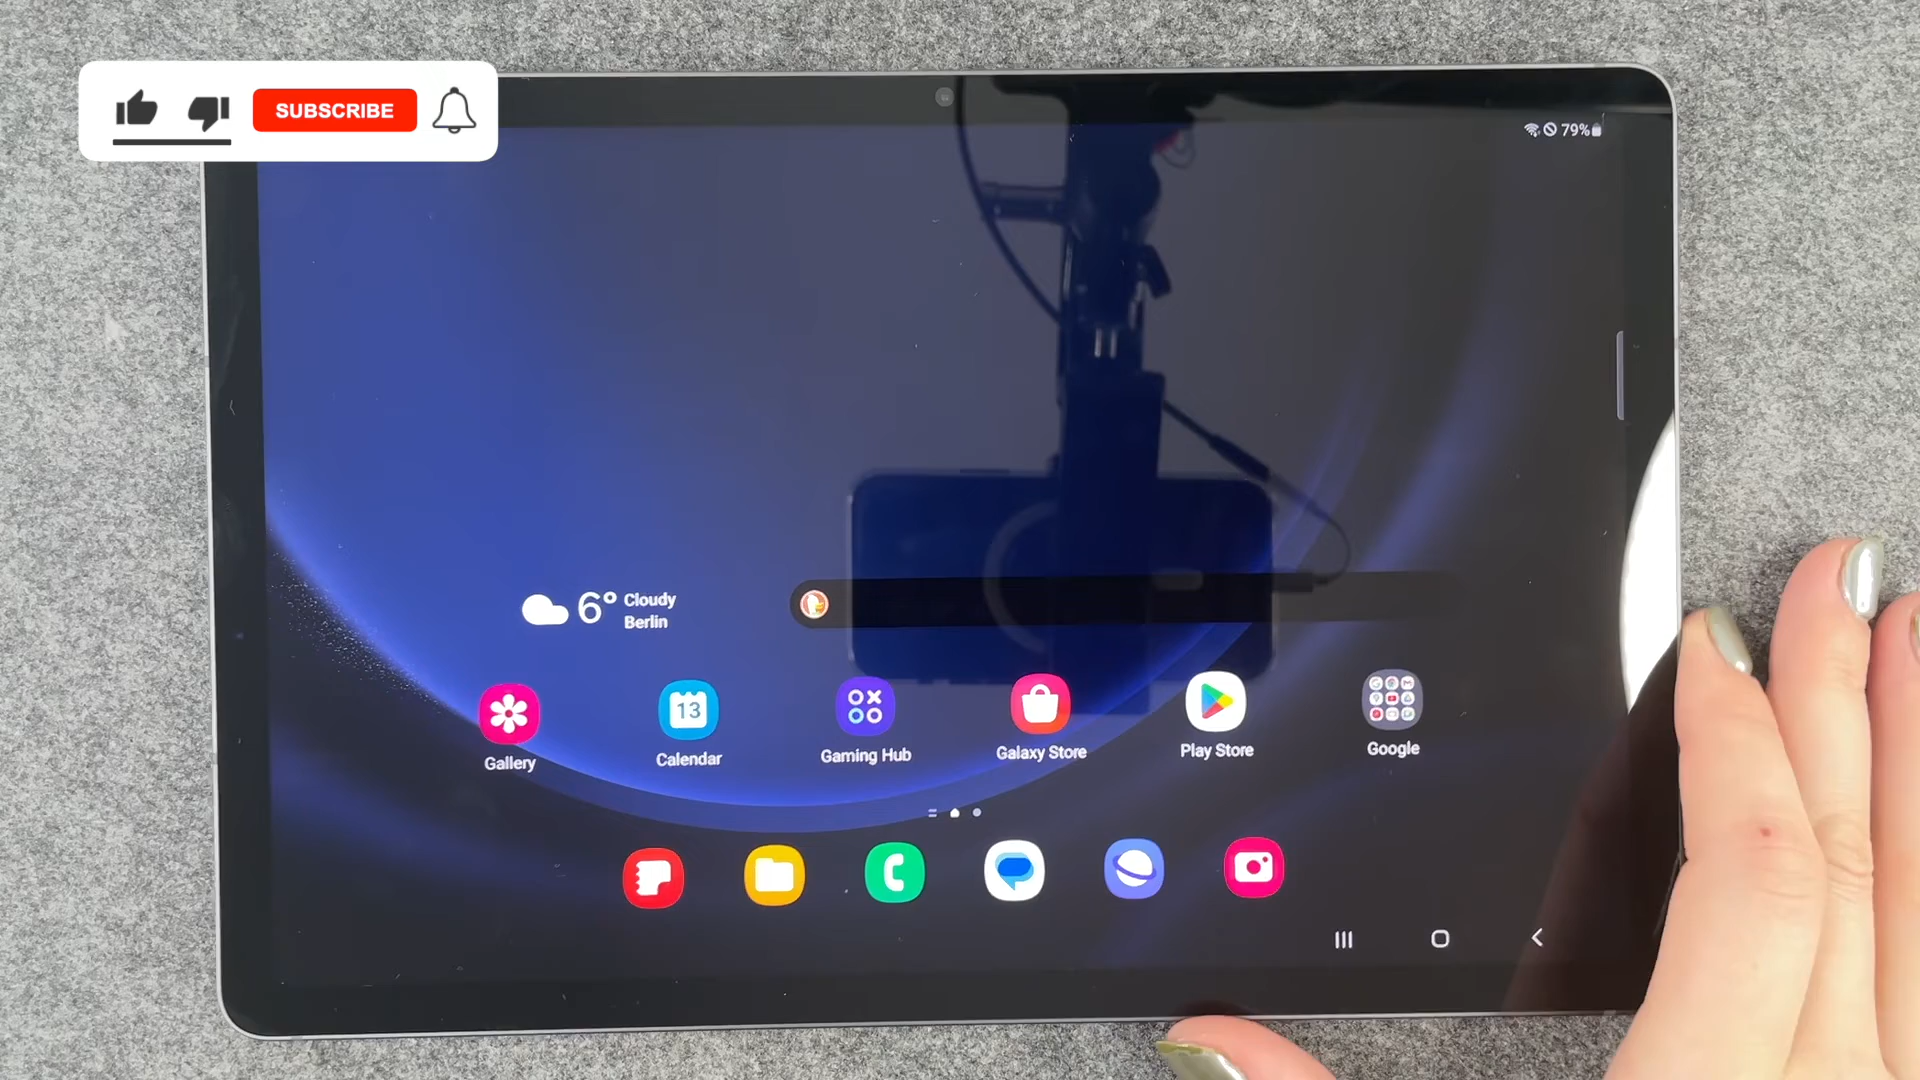 SUBSCRIBE
79%
6° Cloudy
Berlin
13
Gallery
Calendar
Gaming Hub
Galaxy Store
Play Store
Google